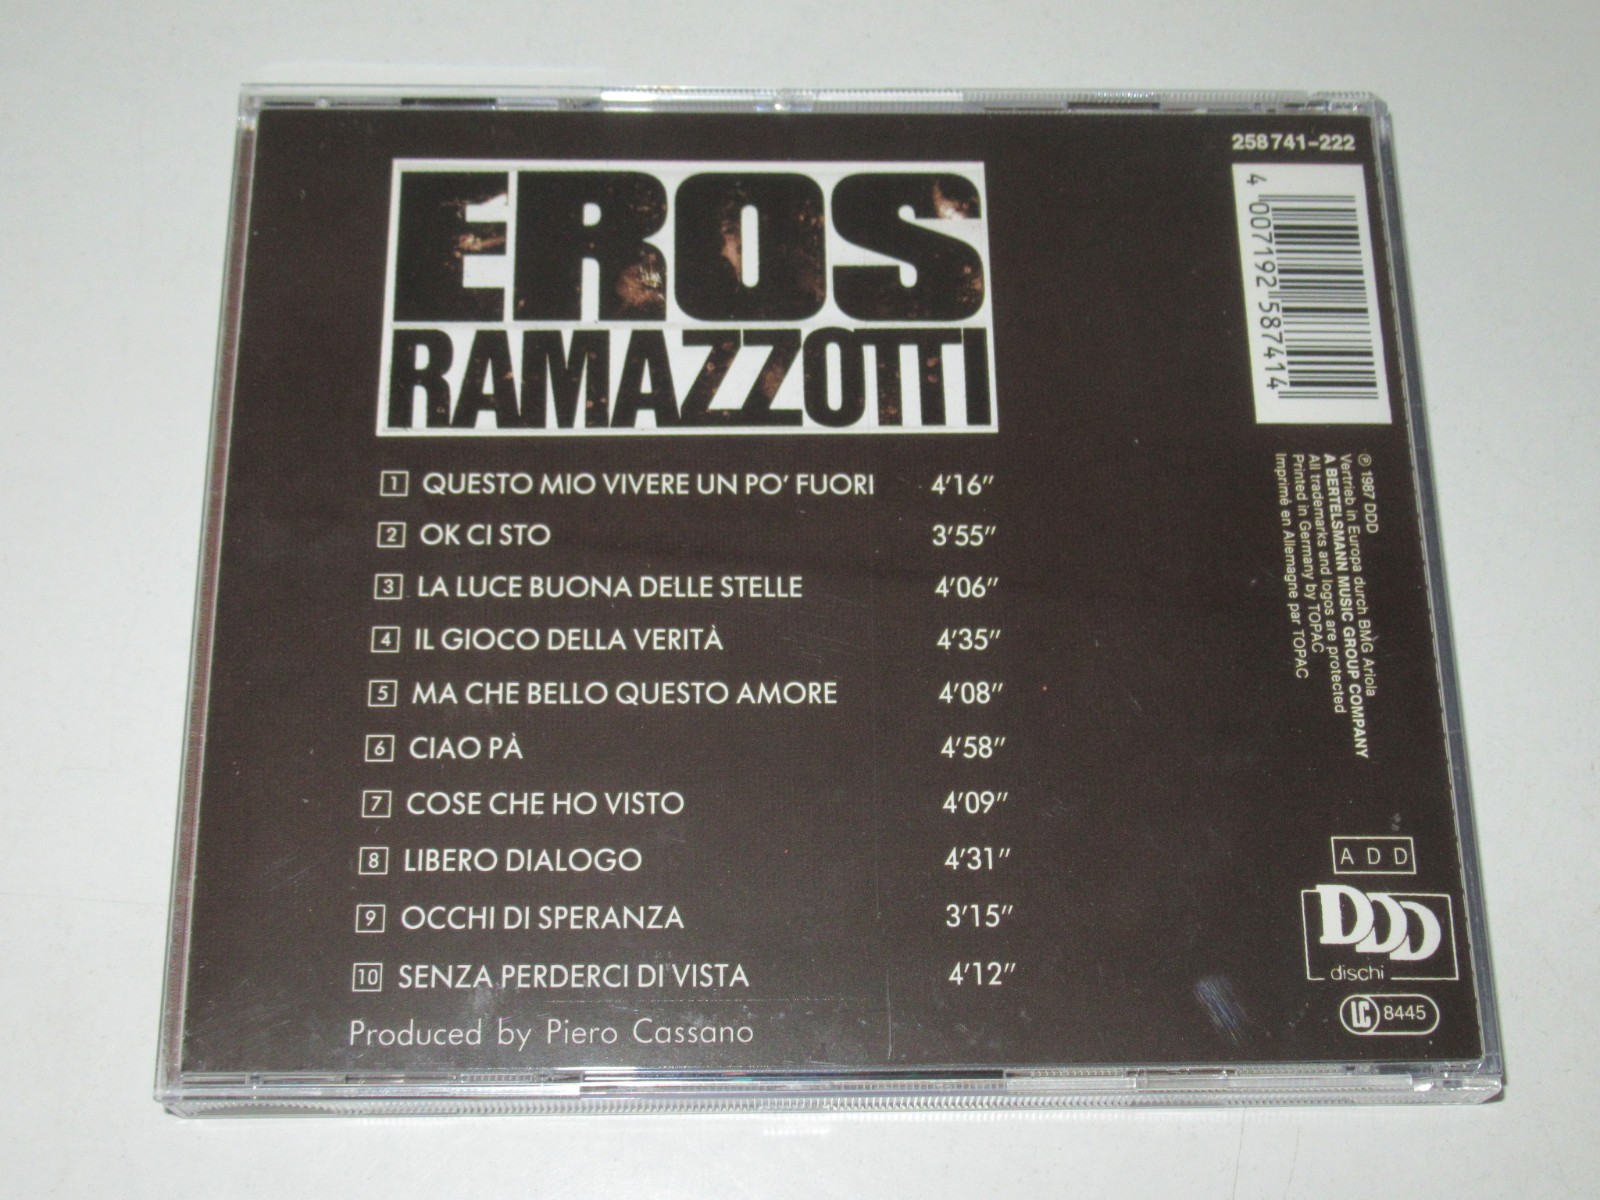 258 741-222
EROS
RAMAZZOTTI
4 007192 587414
1 QUESTO MIO VIVERE UN PO' FUORI 4'16"
2 OK CI STO 3'55"
3 LA LUCE BUONA DELLE STELLE 4'06"
4 IL GIOCO DELLA VERITÀ 4'35"
5 MA CHE BELLO QUESTO AMORE 4'08"
6 CIAO PÀ 4'58"
7 COSE CHE HO VISTO 4'09"
8 LIBERO DIALOGO 4'31"
9 OCCHI DI SPERANZA 3'15"
10 SENZA PERDERCI DI VISTA 4'12"
Produced by Piero Cassano
℗ 1987 DDD
Vertrieb in Europa durch BMG Ariola
A BERTELSMANN MUSIC GROUP COMPANY
All trademarks and logos are protected
Printed in Germany by TOPAC
Imprimé en Allemagne par TOPAC
ADD
DDD
dischi
LC 8445